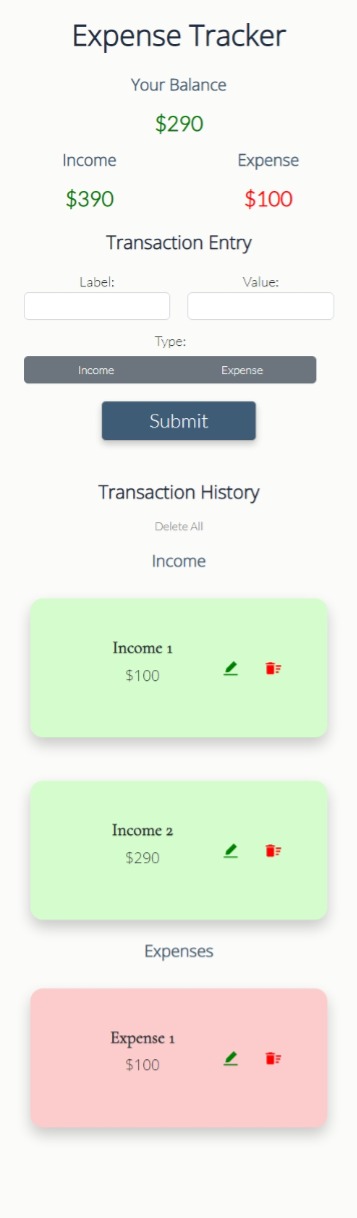 Expense Tracker
Your Balance
$290
Income Expense
$390 $100
Transaction Entry
Label: Value:
Type:
Income Expense
Submit
Transaction History
Delete All
Income
Income 1
$100
Income 2
$290
Expenses
Expense 1
$100